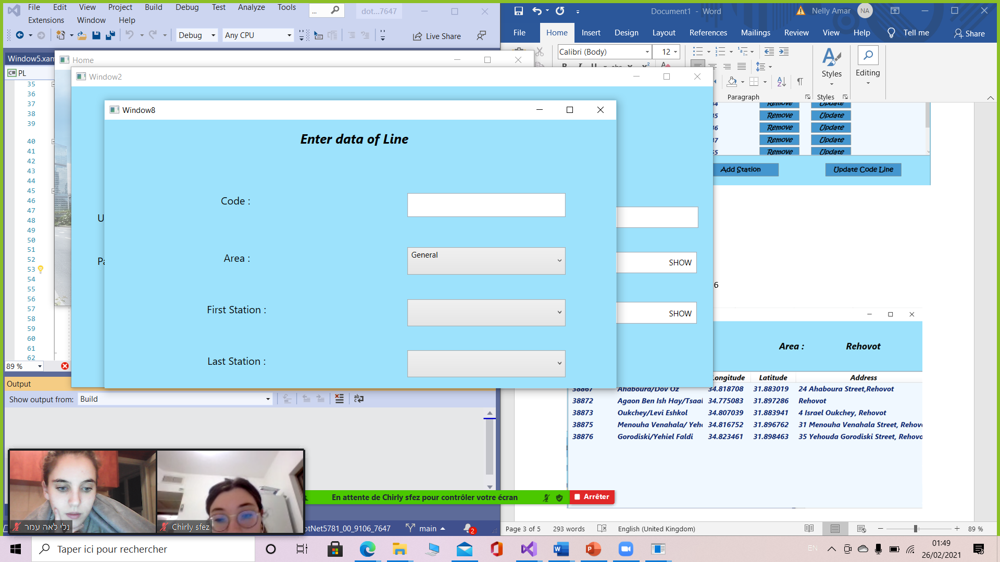 File Edit View Project Build Debug Test Analyze Tools
... dot...7647
Extensions Window Help
Debug Any CPU Live Share
Window5.xam
Home
C# PL
Window2
Window8
35
36
37
38
39
40
41
42
43
44
45
46
47
48
49
50
51
52
53
54
55
56
57
58
59
60
61
62
Enter data of Line
Code :
Area : General
First Station :
Last Station :
U
Pa
SHOW
SHOW
89 %
Output
Show output from: Build
נלי לאה עמר
Chirly sfez
En attente de Chirly sfez pour contrôler votre écran
Arrêter
otNet5781_00_9106_7647 main 2
Document1 - Word Nelly Amar NA
File Home Insert Design Layout References Mailings Review View Help Tell me Share
Calibri (Body) 12
Styles Editing
Paragraph Styles
Remove Update
45 Remove Update
46 Remove Update
47 Remove Update
Remove Update
Add Station Update Code Line
6
Area : Rehovot
Longitude Latitude Address
38867 Ahaboura/Dov Oz 34.818708 31.883019 24 Ahaboura Street,Rehovot
38872 Agaon Ben Ish Hay/Tsaal 34.775083 31.897286 Rehovot
38873 Oukchey/Levi Eshkol 34.807039 31.883941 4 Israel Oukchey, Rehovot
38875 Menouha Venahala/ Yeho 34.816752 31.896762 31 Menouha Venahala Street, Rehov
38876 Gorodiski/Yehiel Faldi 34.823461 31.898463 35 Yehouda Gorodiski Street, Rehovo
Page 3 of 5 293 words English (United Kingdom) 89 %
Taper ici pour rechercher
EN
01:49
26/02/2021